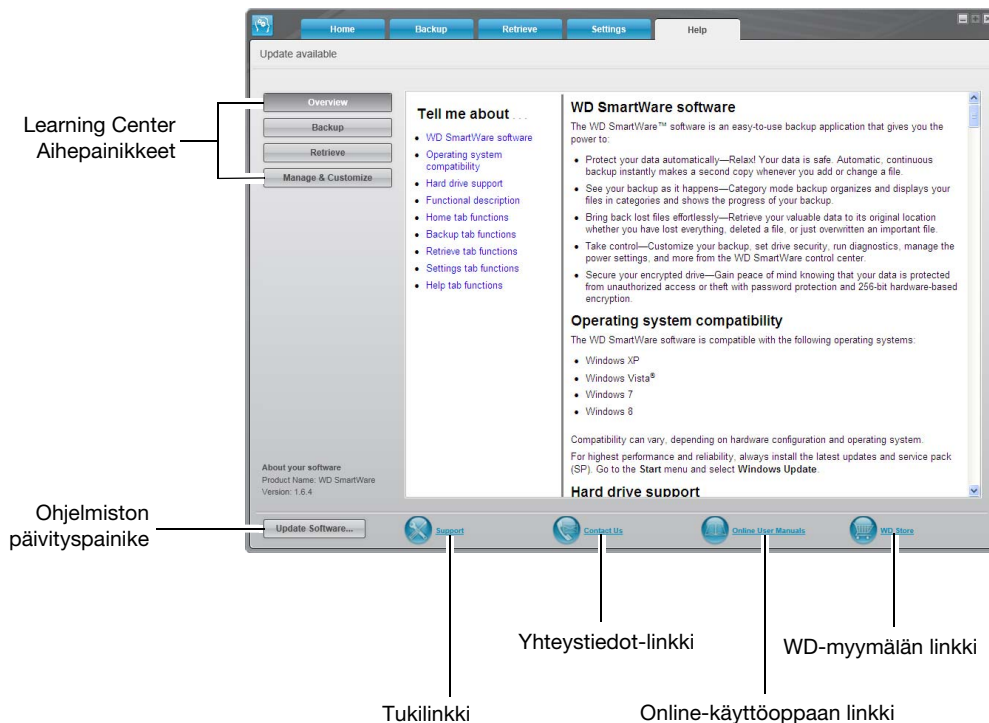 Home
Backup
Retrieve
Settings
Help
Update available
Learning Center
Aihepainikkeet
Overview
Backup
Retrieve
Manage & Customize
Tell me about . . .
• WD SmartWare software
• Operating system
compatibility
• Hard drive support
• Functional description
• Home tab functions
• Backup tab functions
• Retrieve tab functions
• Settings tab functions
• Help tab functions
WD SmartWare software
The WD SmartWare™ software is an easy-to-use backup application that gives you the
power to:
• Protect your data automatically—Relax! Your data is safe. Automatic, continuous
backup instantly makes a second copy whenever you add or change a file.
• See your backup as it happens—Category mode backup organizes and displays your
files in categories and shows the progress of your backup.
• Bring back lost files effortlessly—Retrieve your valuable data to its original location
whether you have lost everything, deleted a file, or just overwritten an important file.
• Take control—Customize your backup, set drive security, run diagnostics, manage the
power settings, and more from the WD SmartWare control center.
• Secure your encrypted drive—Gain peace of mind knowing that your data is protected
from unauthorized access or theft with password protection and 256-bit hardware-based
encryption.
Operating system compatibility
The WD SmartWare software is compatible with the following operating systems:
• Windows XP
• Windows Vista®
• Windows 7
• Windows 8
Compatibility can vary, depending on hardware configuration and operating system.
For highest performance and reliability, always install the latest updates and service pack
(SP). Go to the Start menu and select Windows Update.
Hard drive support
About your software
Product Name: WD SmartWare
Version: 1.6.4
Ohjelmiston
päivityspainike
Update Software...
Support
Contact Us
Online User Manuals
WD Store
Yhteystiedot-linkki
WD-myymälän linkki
Tukilinkki
Online-käyttöoppaan linkki